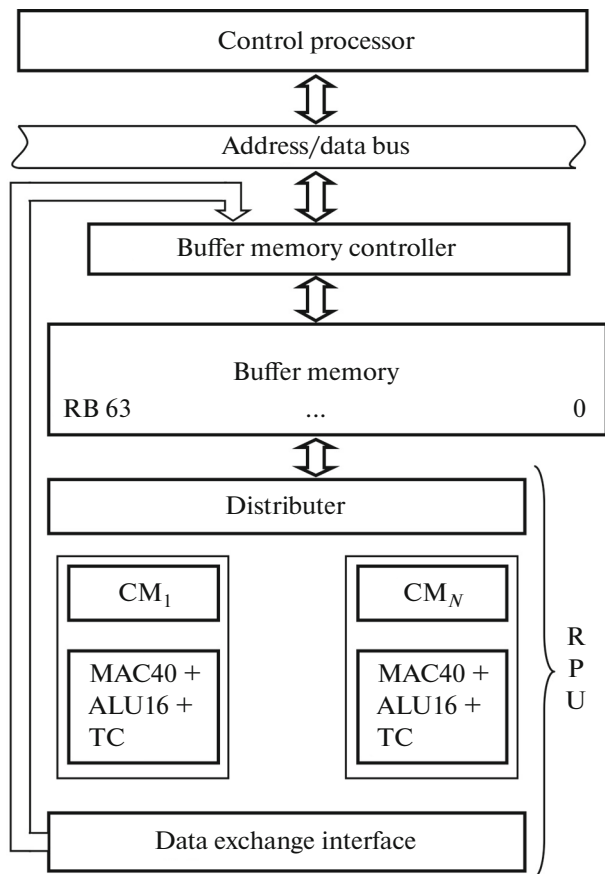 Control processor
Address/data bus
Buffer memory controller
Buffer memory
RB 63 ... 0
Distributer
CM₁
CM_N
MAC40 +
ALU16 +
TC
MAC40 +
ALU16 +
TC
R
P
U
Data exchange interface